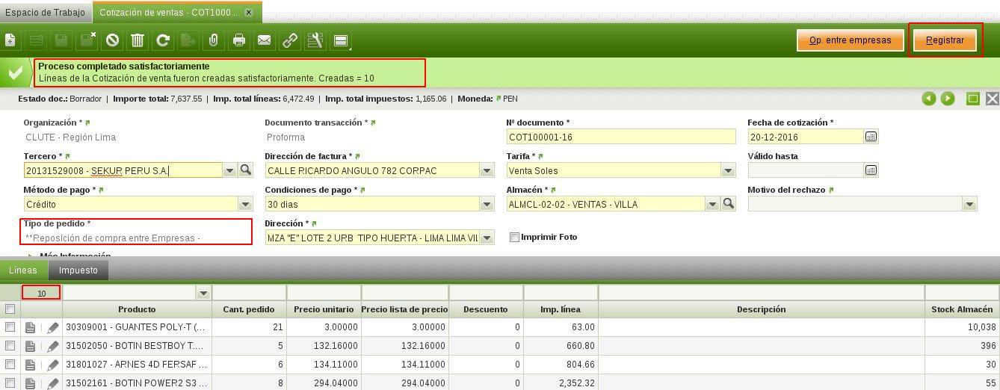 Espacio de Trabajo Cotización de ventas - COT1000...
Op. entre empresas Registrar
Proceso completado satisfactoriamente
Líneas de la Cotización de venta fueron creadas satisfactoriamente. Creadas = 10
Estado doc.: Borrador | Importe total: 7,637.55 | Imp. total líneas: 6,472.49 | Imp. total impuestos: 1,165.06 | Moneda: PEN
Organización * Documento transacción * Nº documento * Fecha de cotización *
CLUTE - Región Lima Proforma COT100001-16 20-12-2016
Tercero * Dirección de factura * Tarifa * Válido hasta
20131529008 - SEKUR PERU S.A. CALLE RICARDO ANGULO 782 CORPAC Venta Soles
Método de pago * Condiciones de pago * Almacén * Motivo del rechazo
Crédito 30 dias ALMCL-02-02 - VENTAS - VILLA
Tipo de pedido * Dirección *
**Reposición de compra entre Empresas - MZA "E" LOTE 2 URB TIPO HUERTA - LIMA LIMA VIL Imprimir Foto
Más Información
Líneas Impuesto
10
Producto Cant. pedido Precio unitario Precio lista de precio Descuento Imp. línea Descripción Stock Almacén
30309001 - GUANTES POLY-T (... 21 3.00000 3.00000 0 63.00 10,038
31502050 - BOTIN BESTBOY T.... 5 132.16000 132.16000 0 660.80 396
31801027 - ARNES 4D FERSAF ... 6 134.11000 134.11000 0 804.66 30
31502161 - BOTIN POWER2 S3 ... 8 294.04000 294.04000 0 2,352.32 55